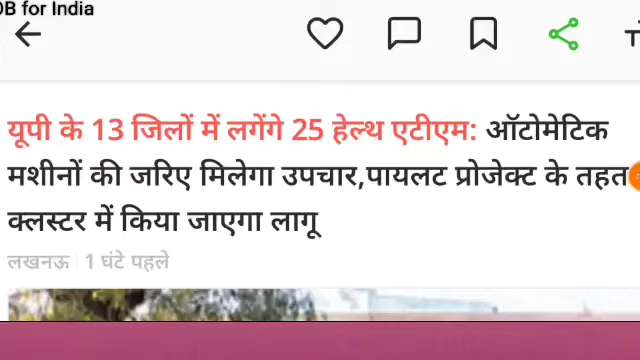 OB for India
यूपी के 13 जिलों में लगेंगे 25 हेल्थ एटीएम: ऑटोमेटिक
मशीनों की जरिए मिलेगा उपचार,पायलट प्रोजेक्ट के तहत
क्लस्टर में किया जाएगा लागू
लखनऊ | 1 घंटे पहले